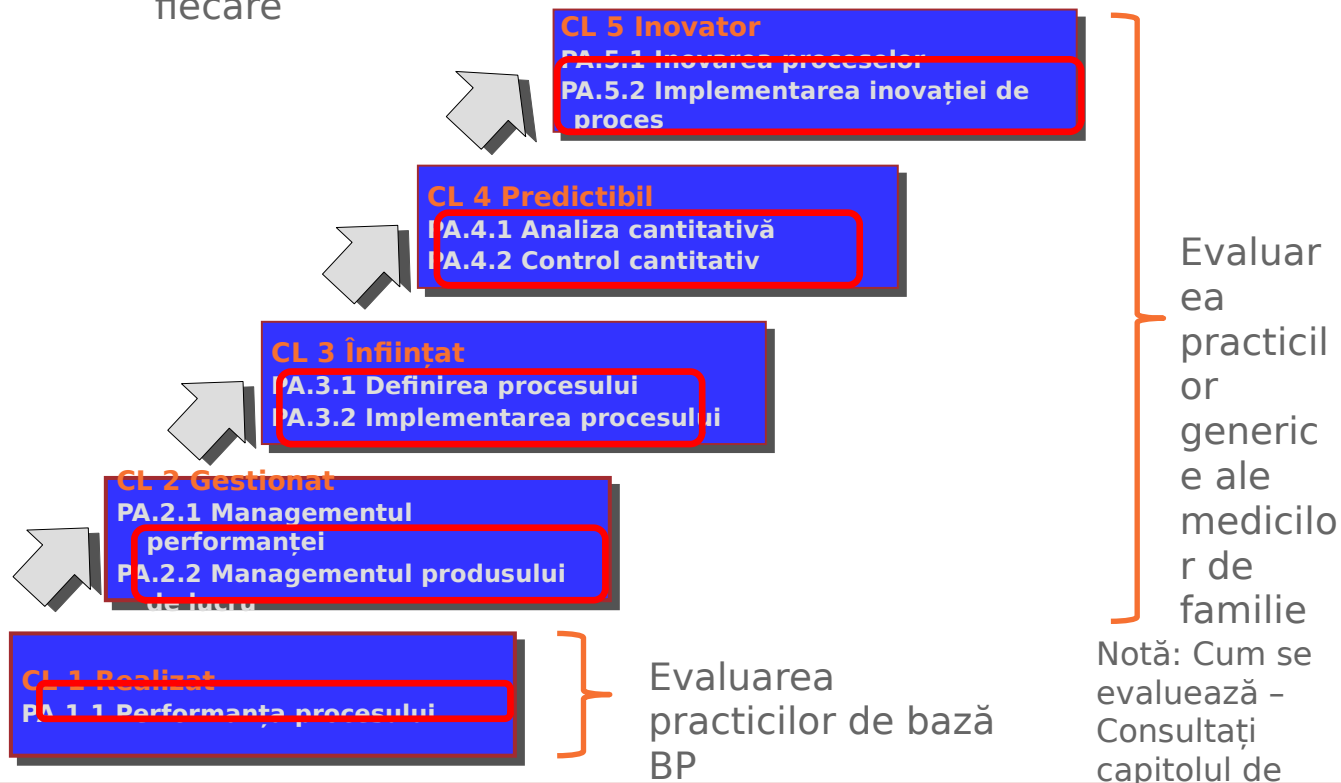 fiecare
CL 5 Inovator
PA.5.1 Inovarea proceselor
PA.5.2 Implementarea inovației de
proces
CL 4 Predictibil
PA.4.1 Analiza cantitativă
PA.4.2 Control cantitativ
CL 3 Înființat
PA.3.1 Definirea procesului
PA.3.2 Implementarea procesului
CL 2 Gestionat
PA.2.1 Managementul
performanței
PA.2.2 Managementul produsului
de lucru
CL 1 Realizat
PA.1.1 Performanța procesului
Evaluarea
practicilor de bază
BP
Evaluar
ea
practicil
or
generic
e ale
medicilo
r de
familie
Notă: Cum se
evaluează –
Consultați
capitolul de